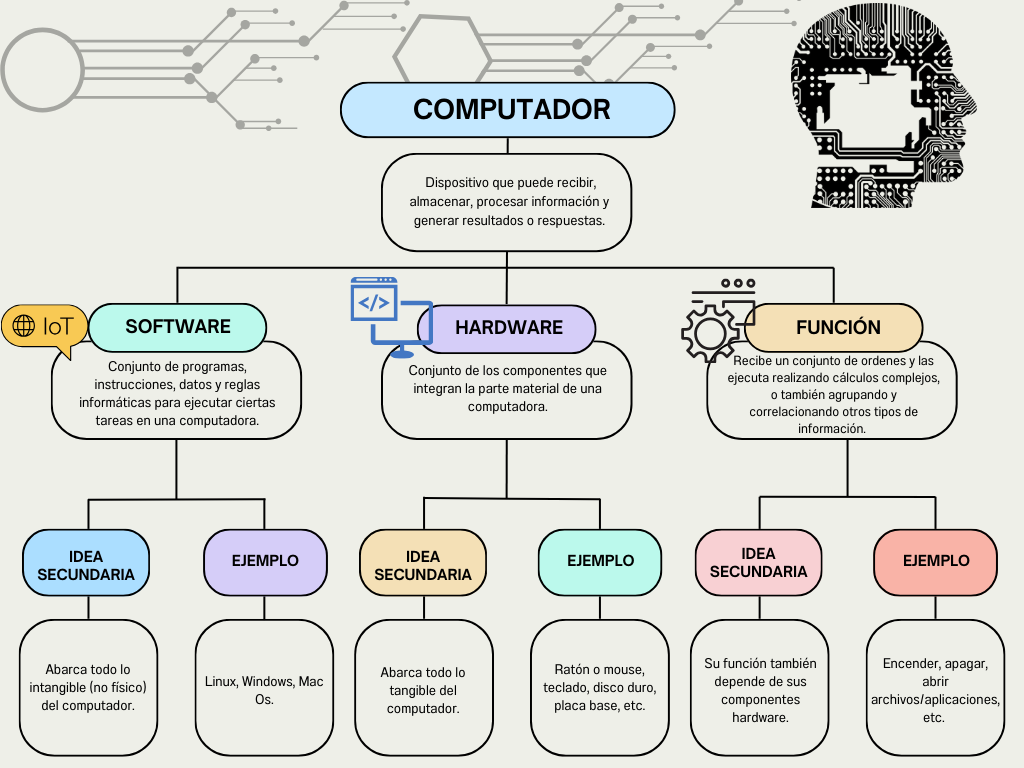 COMPUTADOR
Dispositivo que puede recibir,
almacenar, procesar información y
generar resultados o respuestas.
IoT
SOFTWARE
Conjunto de programas,
instrucciones, datos y reglas
informáticas para ejecutar ciertas
tareas en una computadora.
</>
HARDWARE
Conjunto de los componentes que
integran la parte material de una
computadora.
FUNCIÓN
Recibe un conjunto de ordenes y las
ejecuta realizando cálculos complejos,
o también agrupando y
correlacionando otros tipos de
información.
IDEA
SECUNDARIA
Abarca todo lo
intangible (no físico)
del computador.
EJEMPLO
Linux, Windows, Mac
Os.
IDEA
SECUNDARIA
Abarca todo lo
tangible del
computador.
EJEMPLO
Ratón o mouse,
teclado, disco duro,
placa base, etc.
IDEA
SECUNDARIA
Su función también
depende de sus
componentes
hardware.
EJEMPLO
Encender, apagar,
abrir
archivos/aplicaciones,
etc.